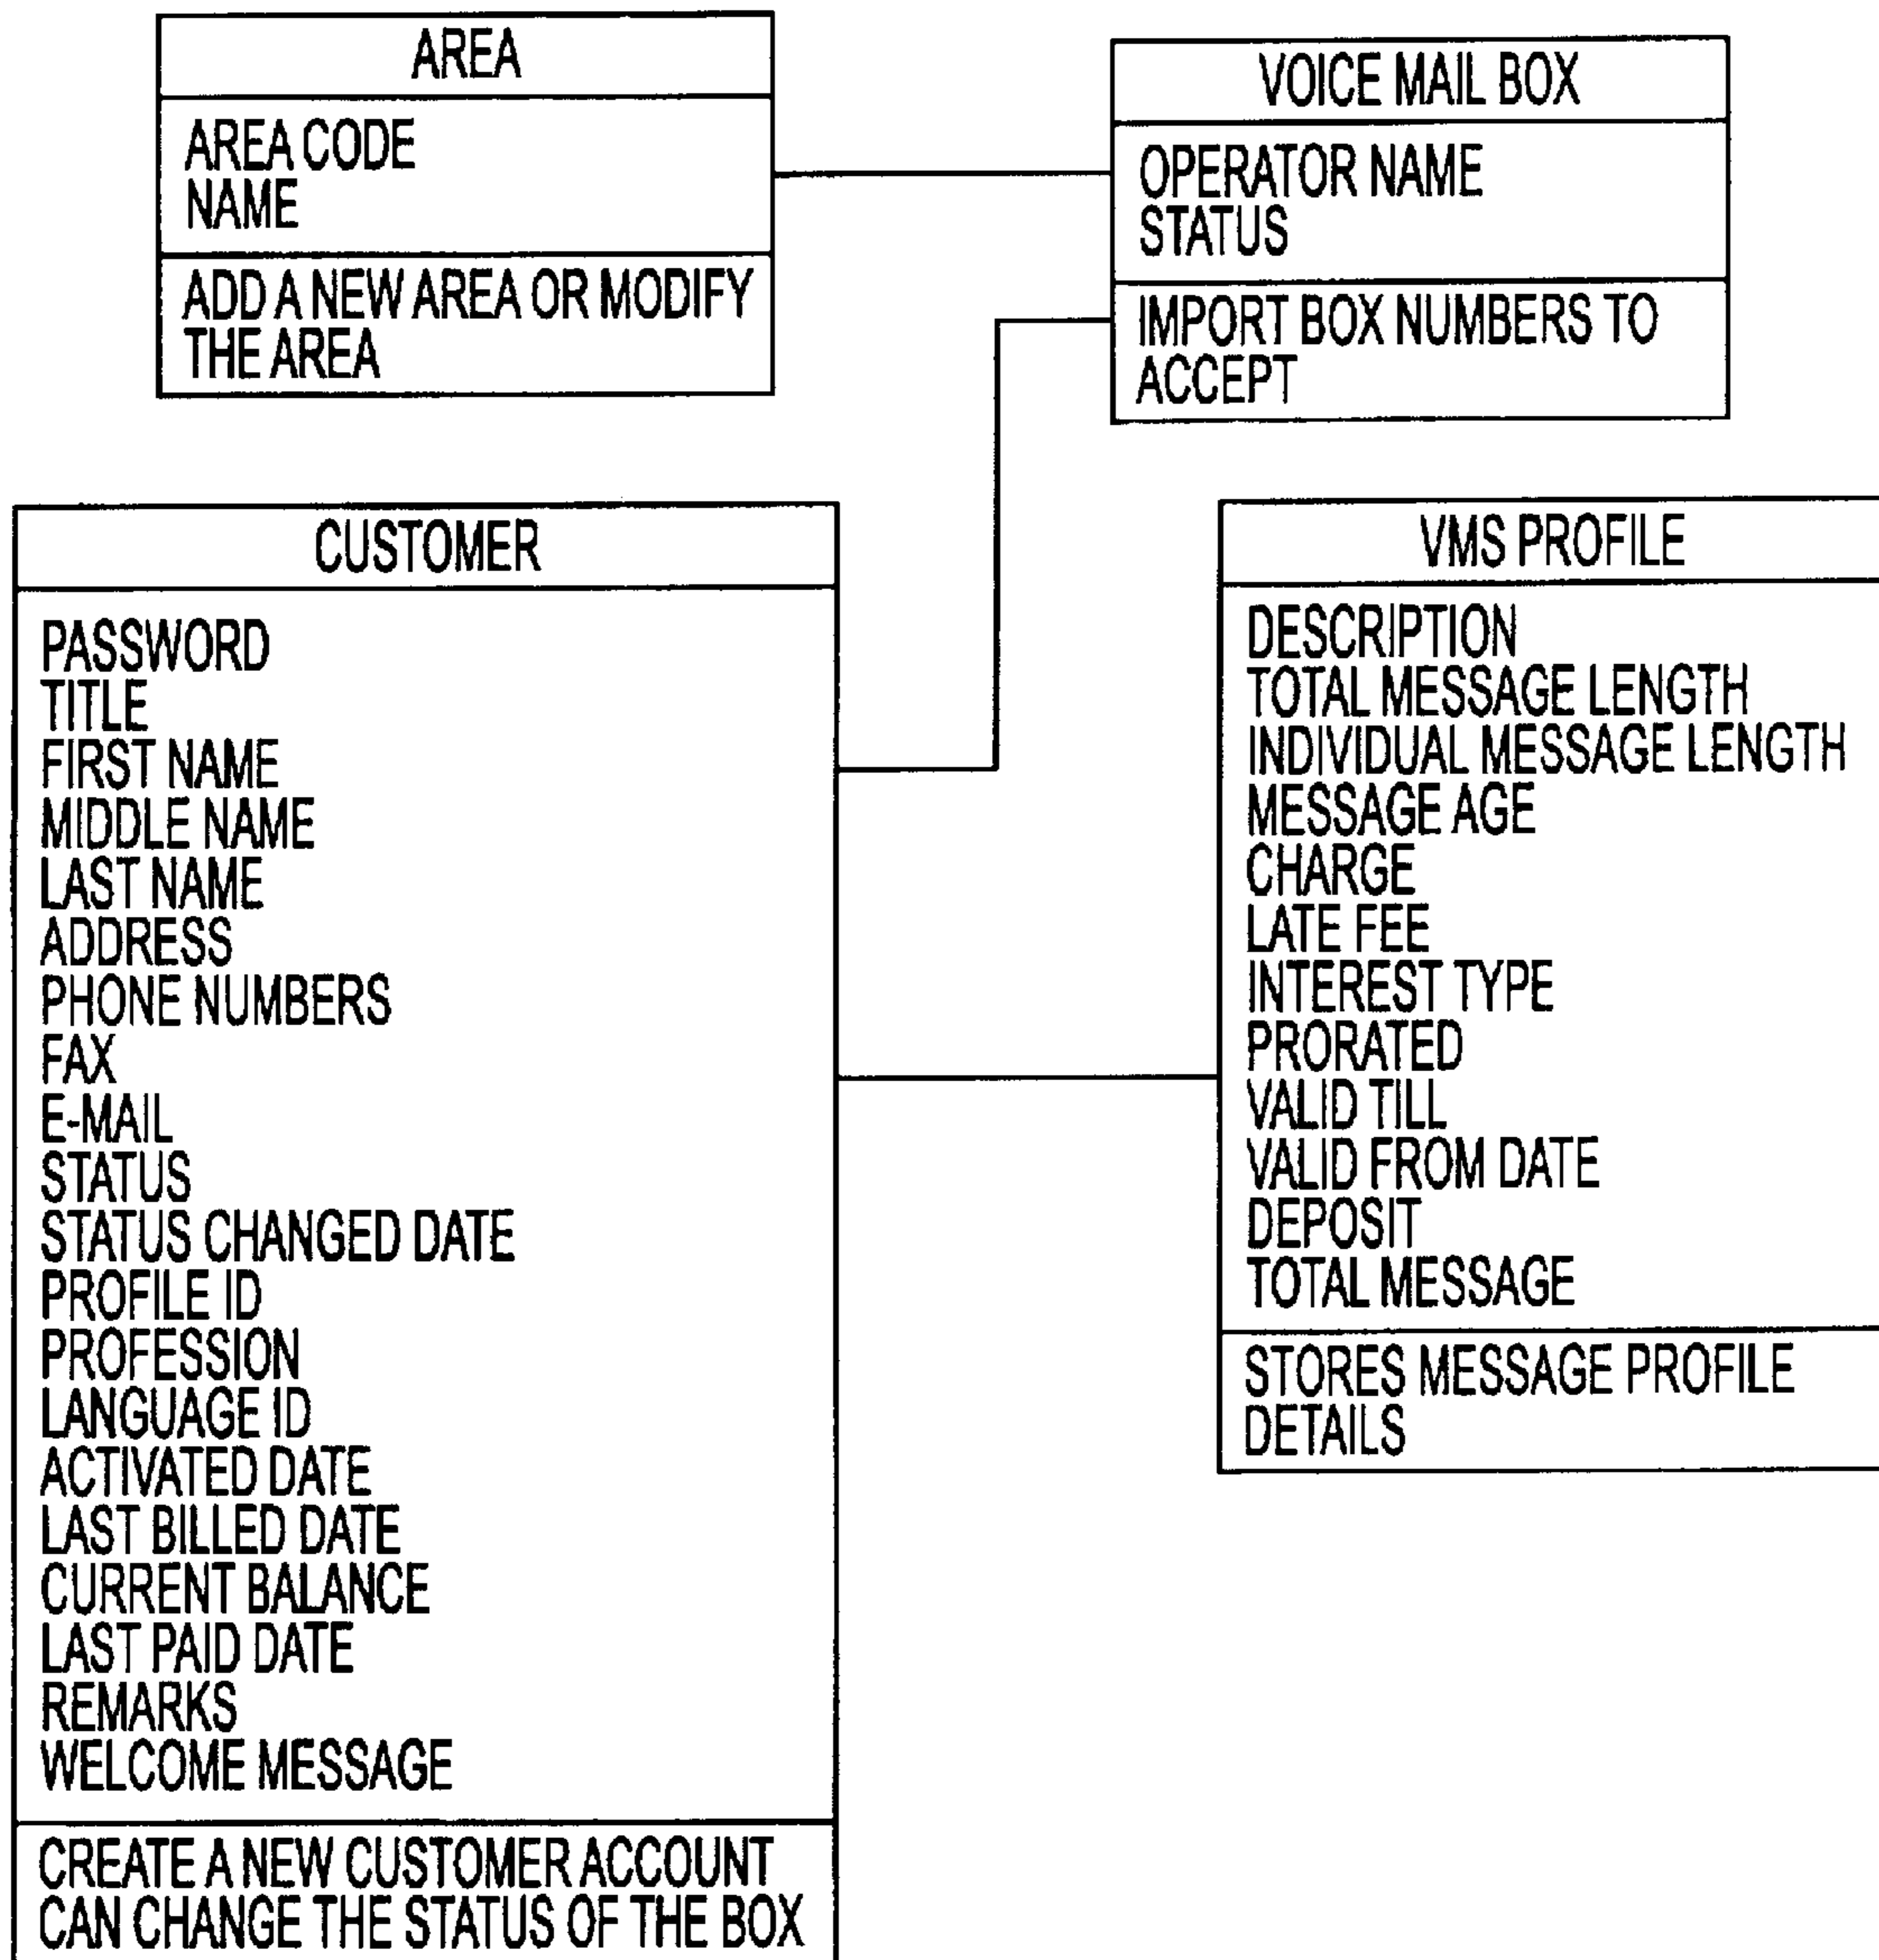 AREA
AREA CODE
NAME
ADD A NEW AREA OR MODIFY
THE AREA
VOICE MAIL BOX
OPERATOR NAME
STATUS
IMPORT BOX NUMBERS TO
ACCEPT
CUSTOMER
PASSWORD
TITLE
FIRST NAME
MIDDLE NAME
LAST NAME
ADDRESS
PHONE NUMBERS
FAX
E-MAIL
STATUS
STATUS CHANGED DATE
PROFILE ID
PROFESSION
LANGUAGE ID
ACTIVATED DATE
LAST BILLED DATE
CURRENT BALANCE
LAST PAID DATE
REMARKS
WELCOME MESSAGE
CREATE A NEW CUSTOMER ACCOUNT
CAN CHANGE THE STATUS OF THE BOX
VMS PROFILE
DESCRIPTION
TOTAL MESSAGE LENGTH
INDIVIDUAL MESSAGE LENGTH
MESSAGE AGE
CHARGE
LATE FEE
INTEREST TYPE
PRORATED
VALID TILL
VALID FROM DATE
DEPOSIT
TOTAL MESSAGE
STORES MESSAGE PROFILE
DETAILS